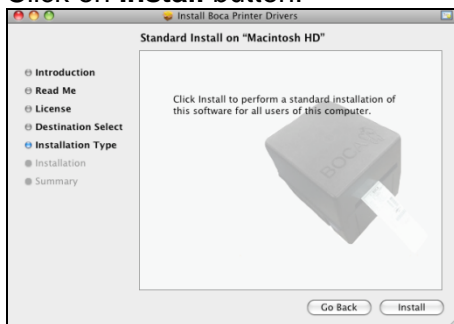 Click on Install button.
Install Boca Printer Drivers
Standard Install on “Macintosh HD”
Introduction
Read Me
License
Destination Select
Installation Type
Installation
Summary
Click Install to perform a standard installation of
this software for all users of this computer.
BOCA
Go Back
Install